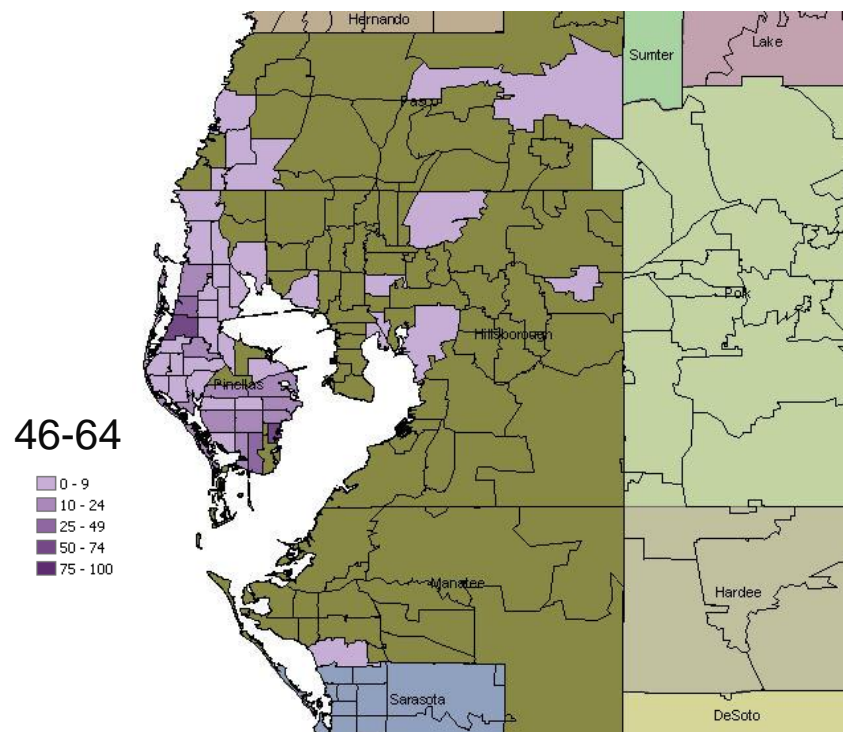 Hernando
Lake
Sumter
Pasco
Polk
Hillsborough
Pinellas
46-64
0 - 9
10 - 24
25 - 49
50 - 74
75 - 100
Manatee
Hardee
Sarasota
DeSoto